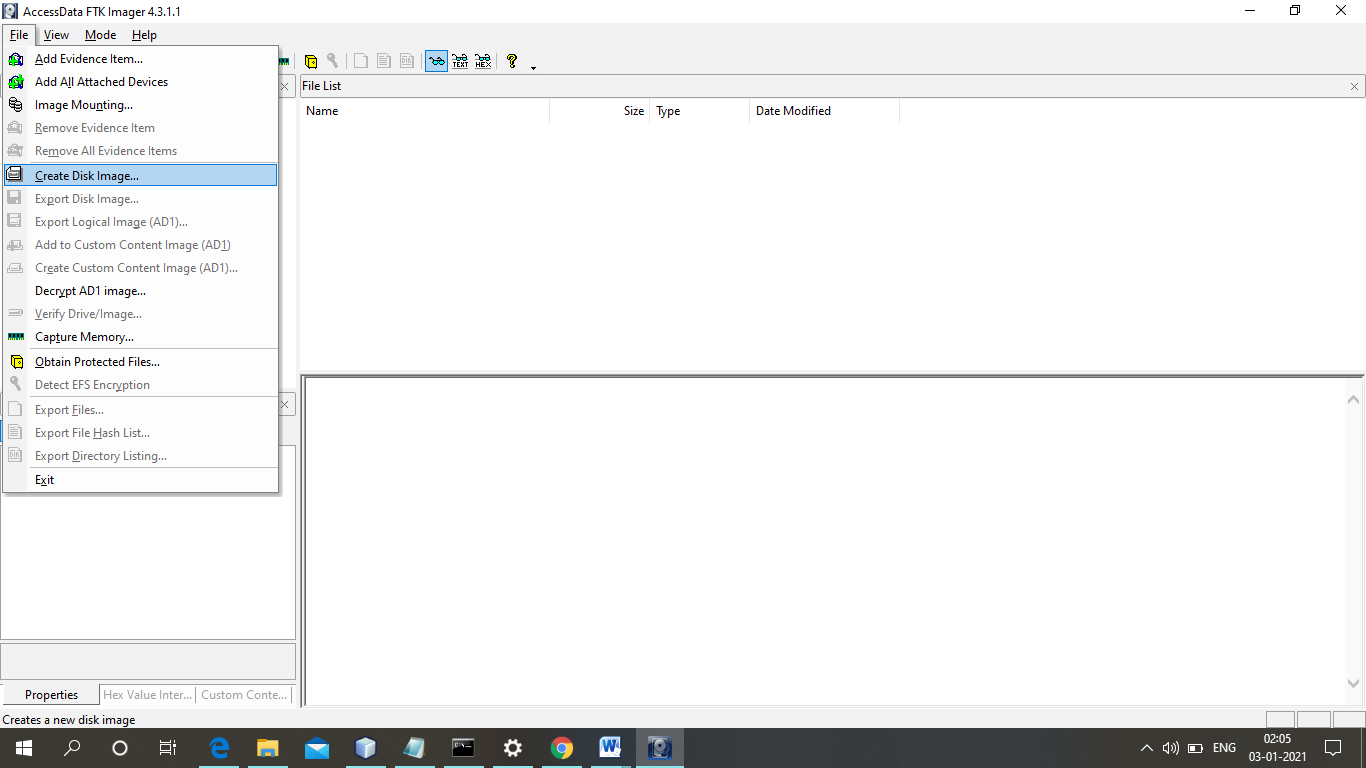 AccessData FTK Imager 4.3.1.1
File View Mode Help
Add Evidence Item...
Add All Attached Devices
Image Mounting...
Remove Evidence Item
Remove All Evidence Items
Create Disk Image...
Export Disk Image...
Export Logical Image (AD1)...
Add to Custom Content Image (AD1)
Create Custom Content Image (AD1)...
Decrypt AD1 image...
Verify Drive/Image...
Capture Memory...
Obtain Protected Files...
Detect EFS Encryption
Export Files...
Export File Hash List...
Export Directory Listing...
Exit
DIR
TEXT
HEX
?
File List
Name Size Type Date Modified
DIR
Properties Hex Value Inter... Custom Conte...
Creates a new disk image
C:\.
W
ENG
02:05
03-01-2021